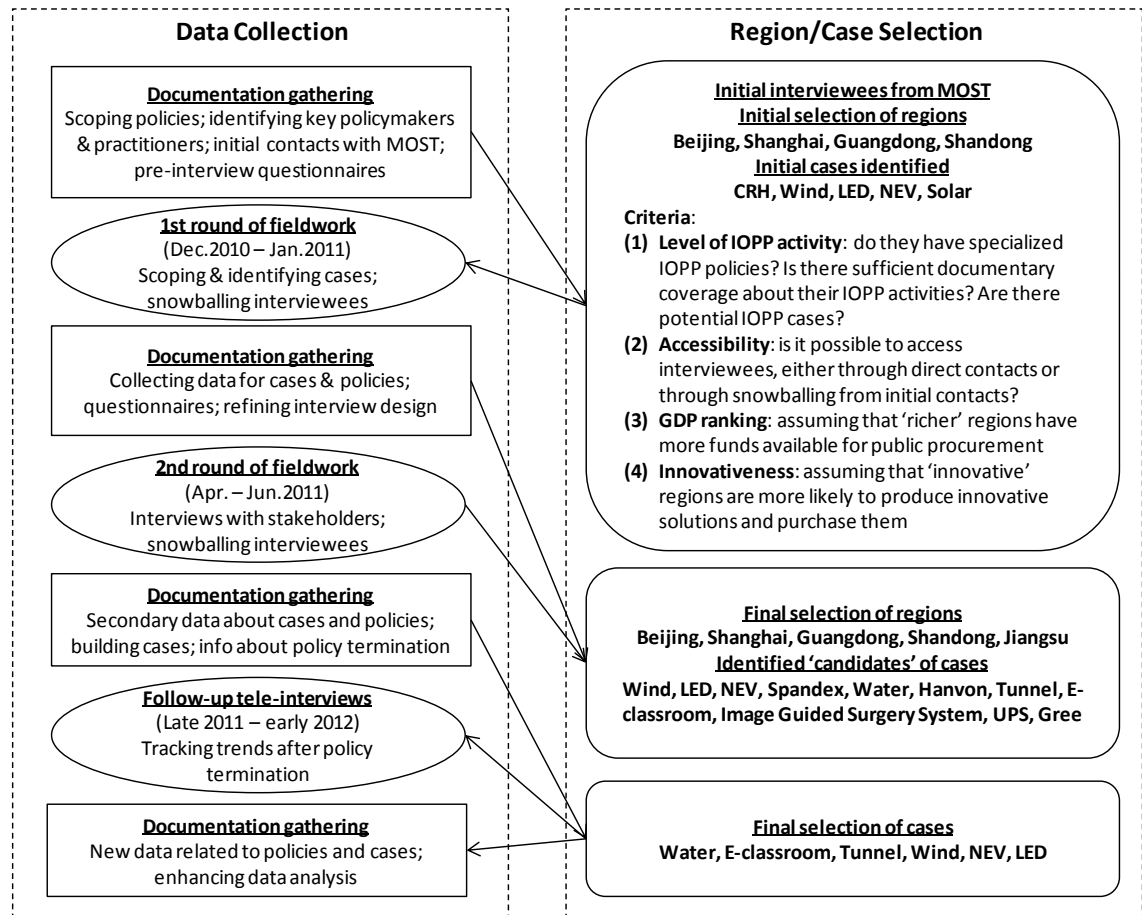 Data Collection
Documentation gathering
Scoping policies; identifying key policymakers
& practitioners; initial contacts with MOST;
pre-interview questionnaires
1st round of fieldwork
(Dec.2010 – Jan.2011)
Scoping & identifying cases;
snowballing interviewees
Documentation gathering
Collecting data for cases & policies;
questionnaires; refining interview design
2nd round of fieldwork
(Apr. – Jun.2011)
Interviews with stakeholders;
snowballing interviewees
Documentation gathering
Secondary data about cases and policies;
building cases; info about policy termination
Follow-up tele-interviews
(Late 2011 – early 2012)
Tracking trends after policy
termination
Documentation gathering
New data related to policies and cases;
enhancing data analysis
Region/Case Selection
Initial interviewees from MOST
Initial selection of regions
Beijing, Shanghai, Guangdong, Shandong
Initial cases identified
CRH, Wind, LED, NEV, Solar
Criteria:
(1) Level of IOPP activity: do they have specialized
IOPP policies? Is there sufficient documentary
coverage about their IOPP activities? Are there
potential IOPP cases?
(2) Accessibility: is it possible to access
interviewees, either through direct contacts or
through snowballing from initial contacts?
(3) GDP ranking: assuming that ‘richer’ regions have
more funds available for public procurement
(4) Innovativeness: assuming that ‘innovative’
regions are more likely to produce innovative
solutions and purchase them
Final selection of regions
Beijing, Shanghai, Guangdong, Shandong, Jiangsu
Identified ‘candidates’ of cases
Wind, LED, NEV, Spandex, Water, Hanvon, Tunnel, E-
classroom, Image Guided Surgery System, UPS, Gree
Final selection of cases
Water, E-classroom, Tunnel, Wind, NEV, LED